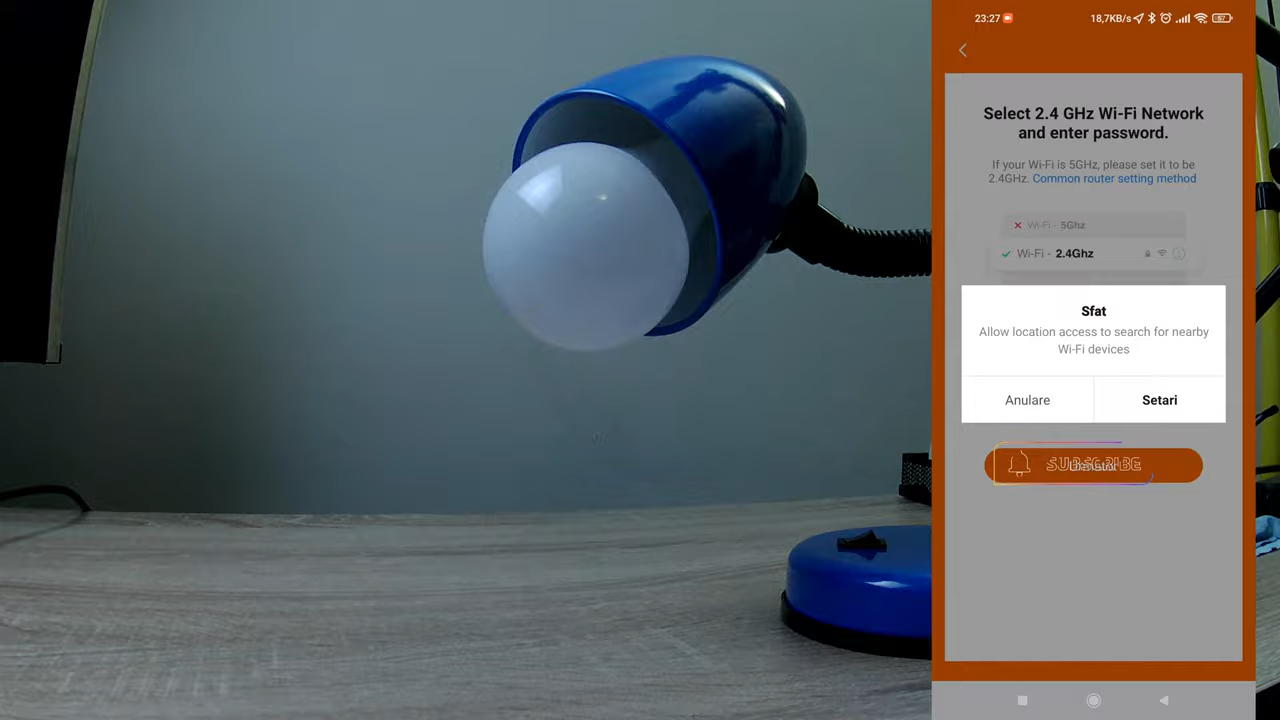 23:27
18,7KB/s
57
Select 2.4 GHz Wi-Fi Network
and enter password.
If your Wi-Fi is 5GHz, please set it to be
2.4GHz. Common router setting method
Wi-Fi - 5Ghz
Wi-Fi - 2.4Ghz
Sfat
Allow location access to search for nearby
Wi-Fi devices
Anulare
Setari
SUBSCRIBE